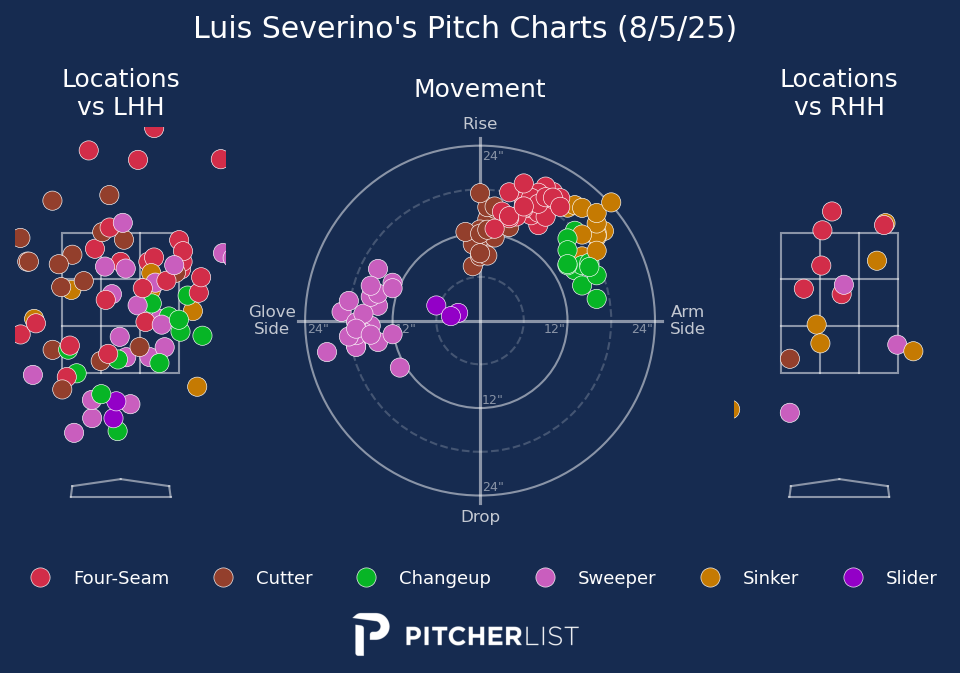 Luis Severino's Pitch Charts (8/5/25)
Locations
vs LHH
Movement
Locations
vs RHH
Rise
24"
Glove
Side
24"
12"
12"
24"
Arm
Side
12"
24"
Drop
Four-Seam
Cutter
Changeup
Sweeper
Sinker
Slider
PITCHERLIST